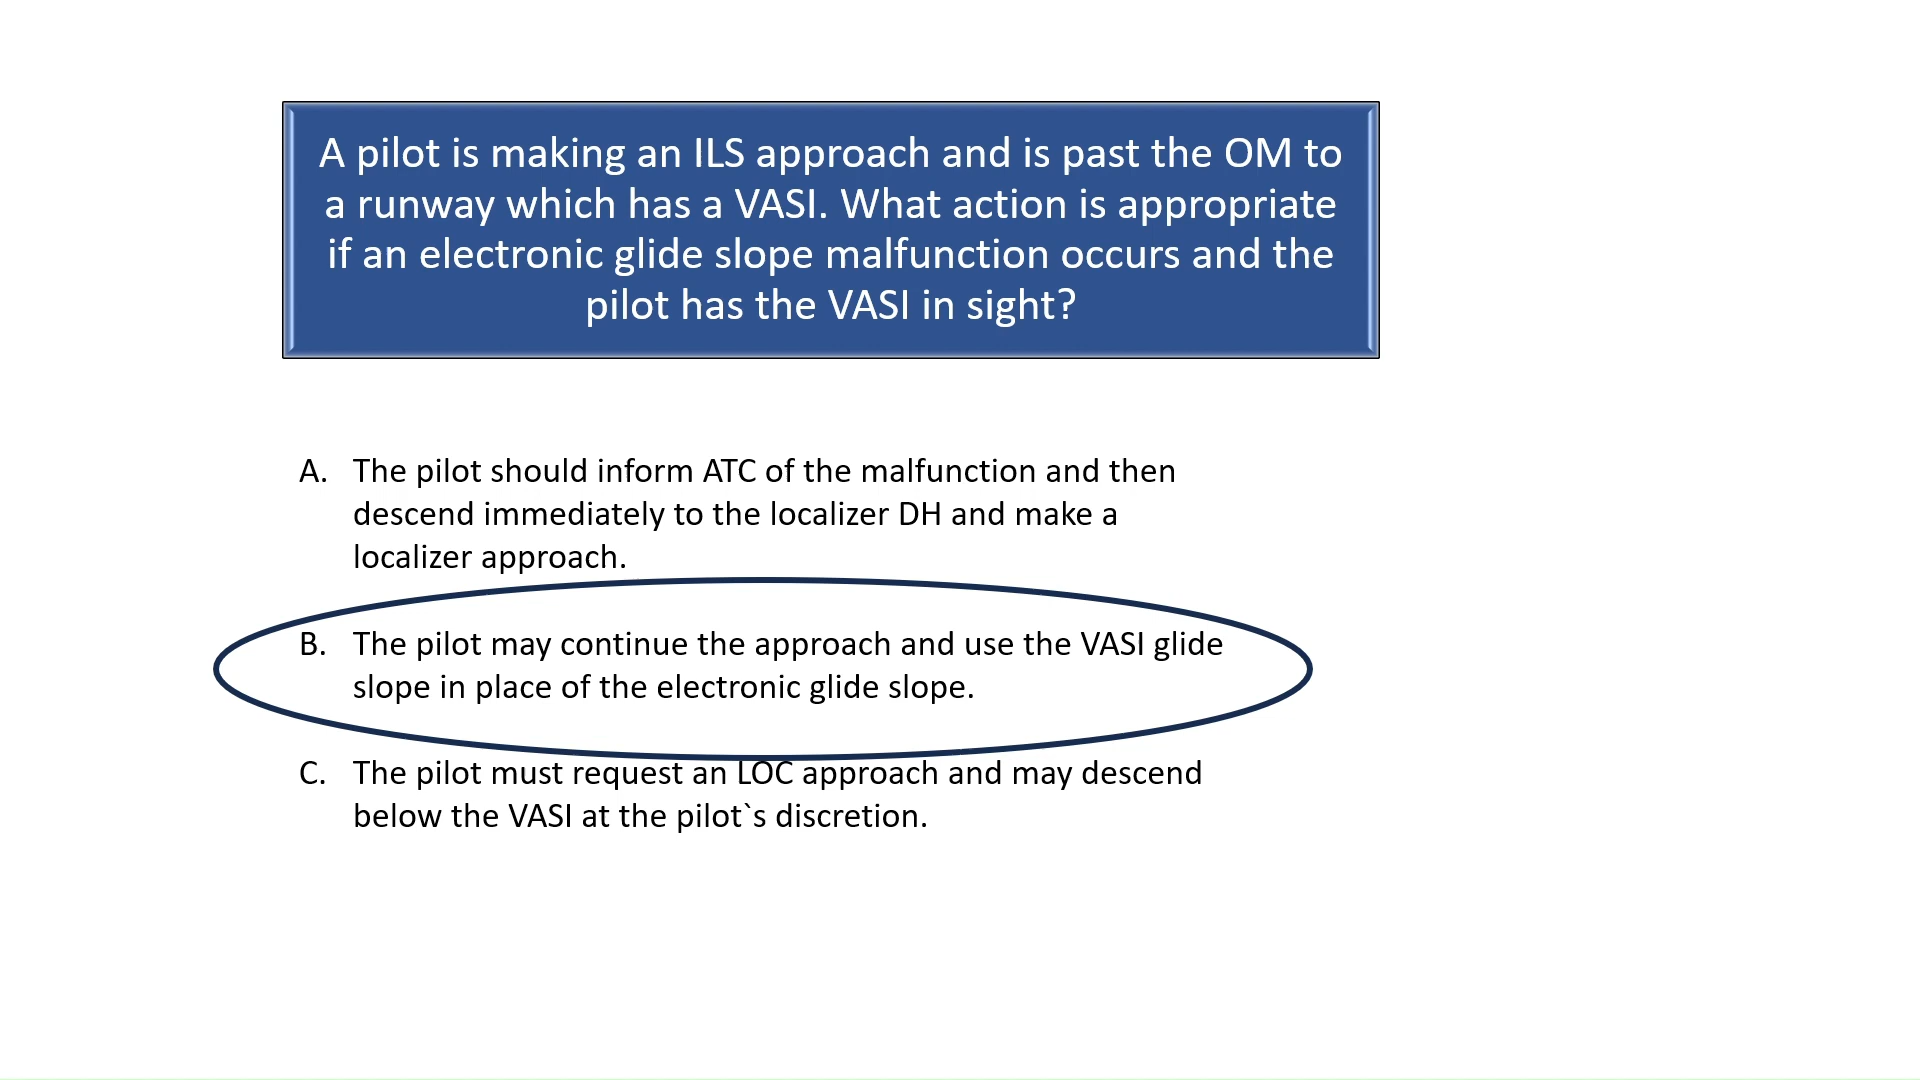 A pilot is making an ILS approach and is past the OM to
a runway which has a VASI. What action is appropriate
if an electronic glide slope malfunction occurs and the
pilot has the VASI in sight?
A. The pilot should inform ATC of the malfunction and then
descend immediately to the localizer DH and make a
localizer approach.
B. The pilot may continue the approach and use the VASI glide
slope in place of the electronic glide slope.
C. The pilot must request an LOC approach and may descend
below the VASI at the pilot`s discretion.